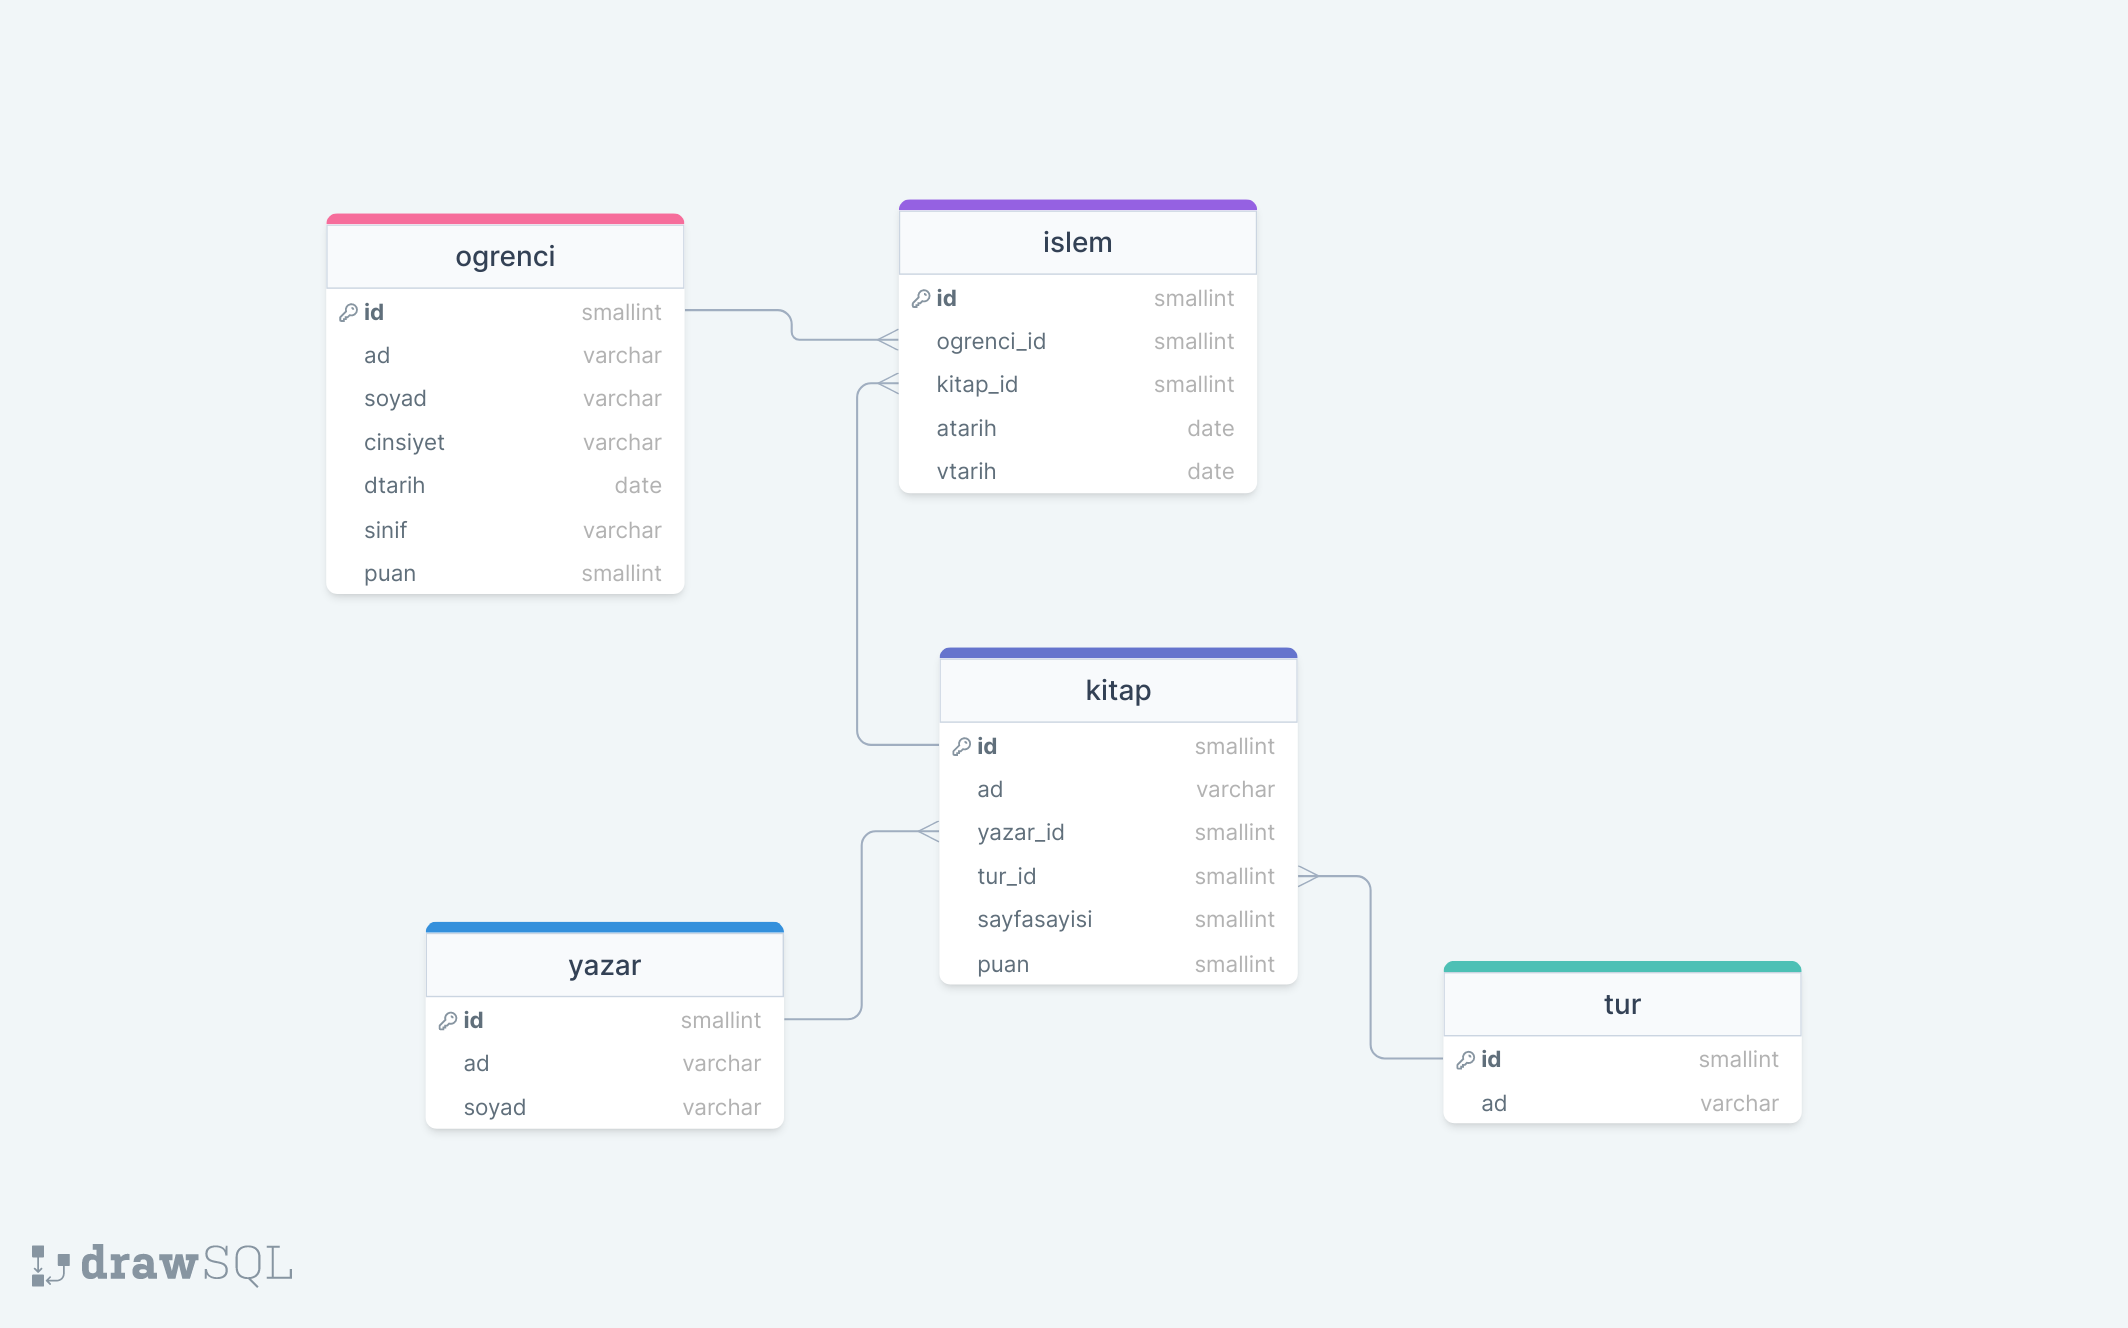 ogrenci
id smallint
ad varchar
soyad varchar
cinsiyet varchar
dtarih date
sinif varchar
puan smallint
islem
id smallint
ogrenci_id smallint
kitap_id smallint
atarih date
vtarih date
kitap
id smallint
ad varchar
yazar_id smallint
tur_id smallint
sayfasayisi smallint
puan smallint
yazar
id smallint
ad varchar
soyad varchar
tur
id smallint
ad varchar
drawSQL